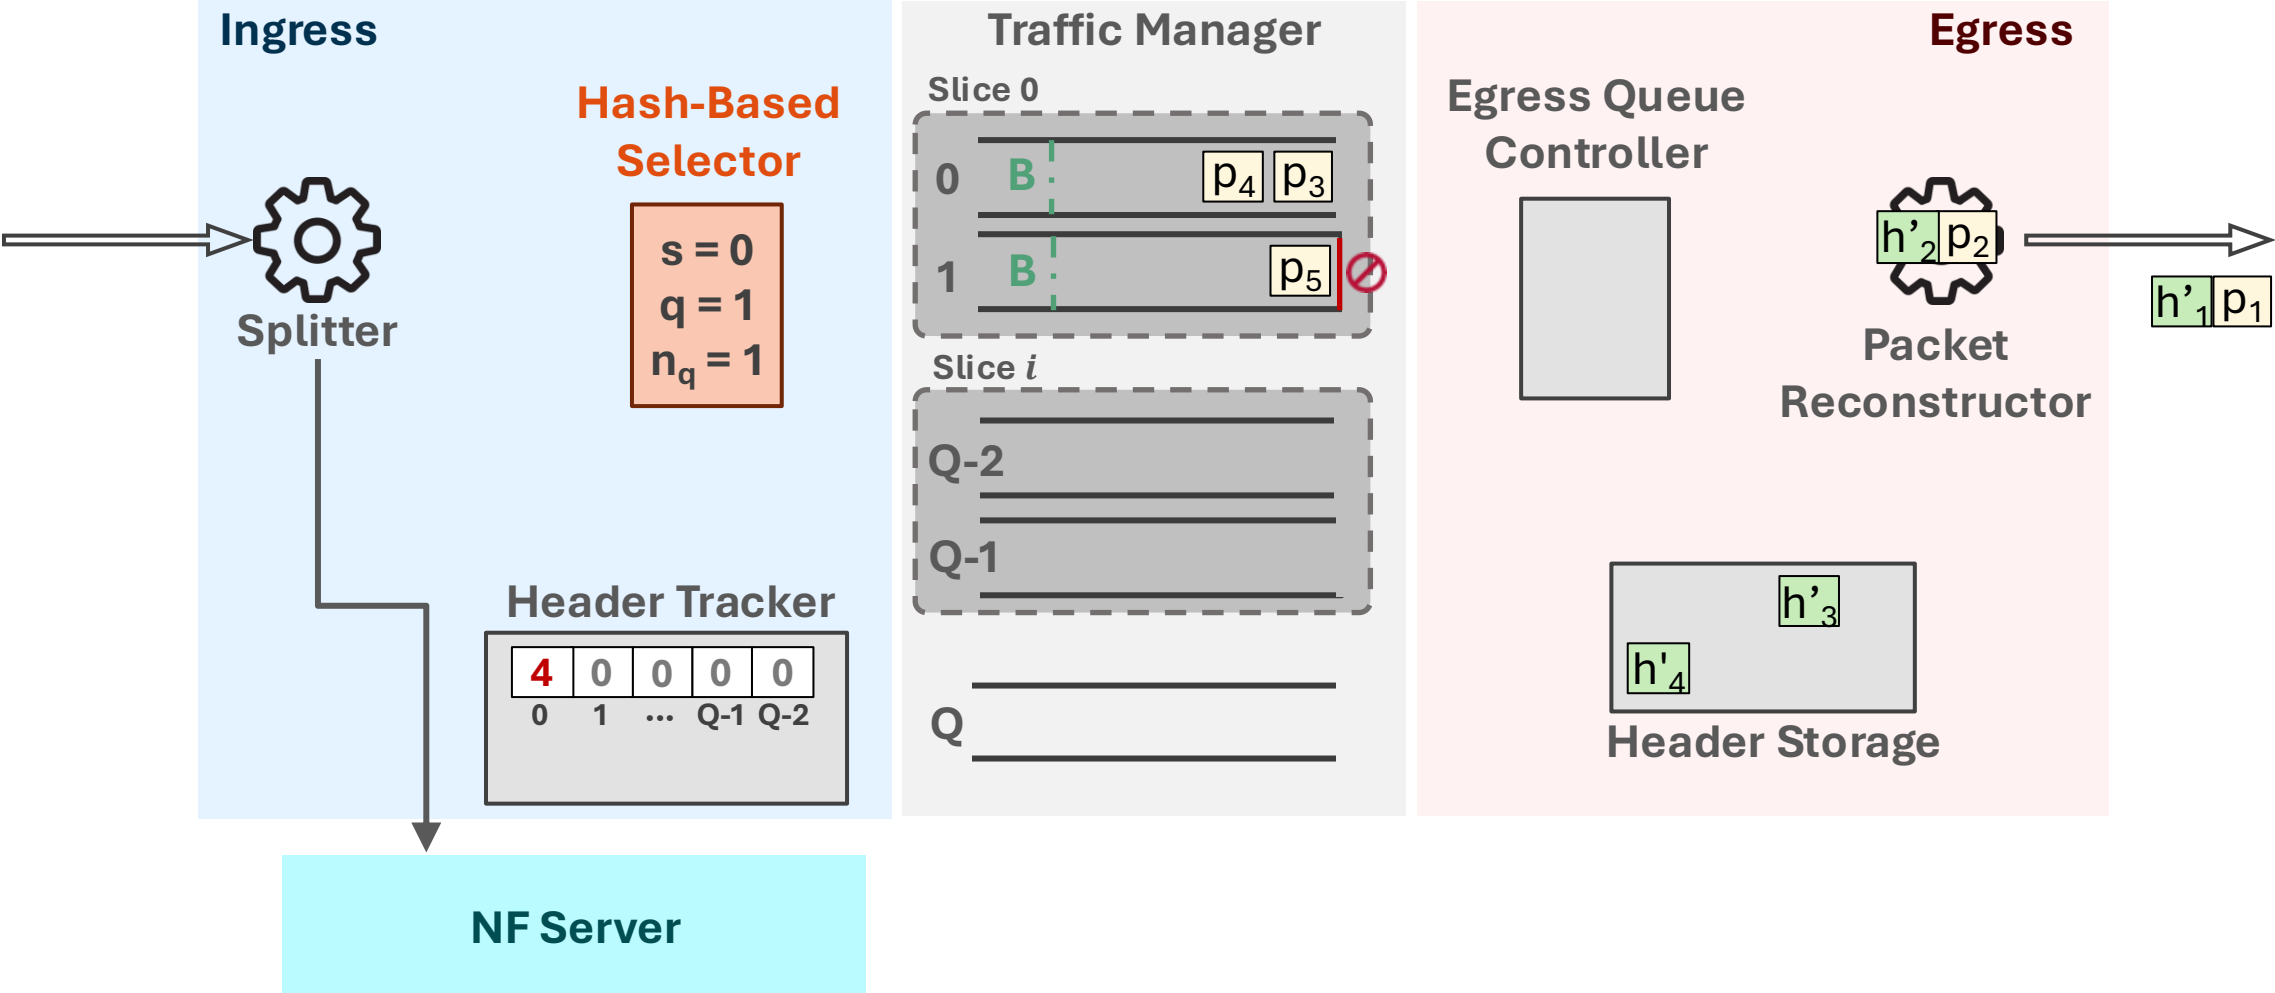 Ingress
Traffic Manager
Egress
Hash-Based
Selector
s = 0
q = 1
nq = 1
Splitter
Header Tracker
4 0 0 0 0
0 1 ... Q-1 Q-2
NF Server
Slice 0
0 B p4 p3
1 B p5
Slice i
Q-2
Q-1
Q
Egress Queue
Controller
h’2 p2
h’1 p1
Packet
Reconstructor
h’3
h'4
Header Storage